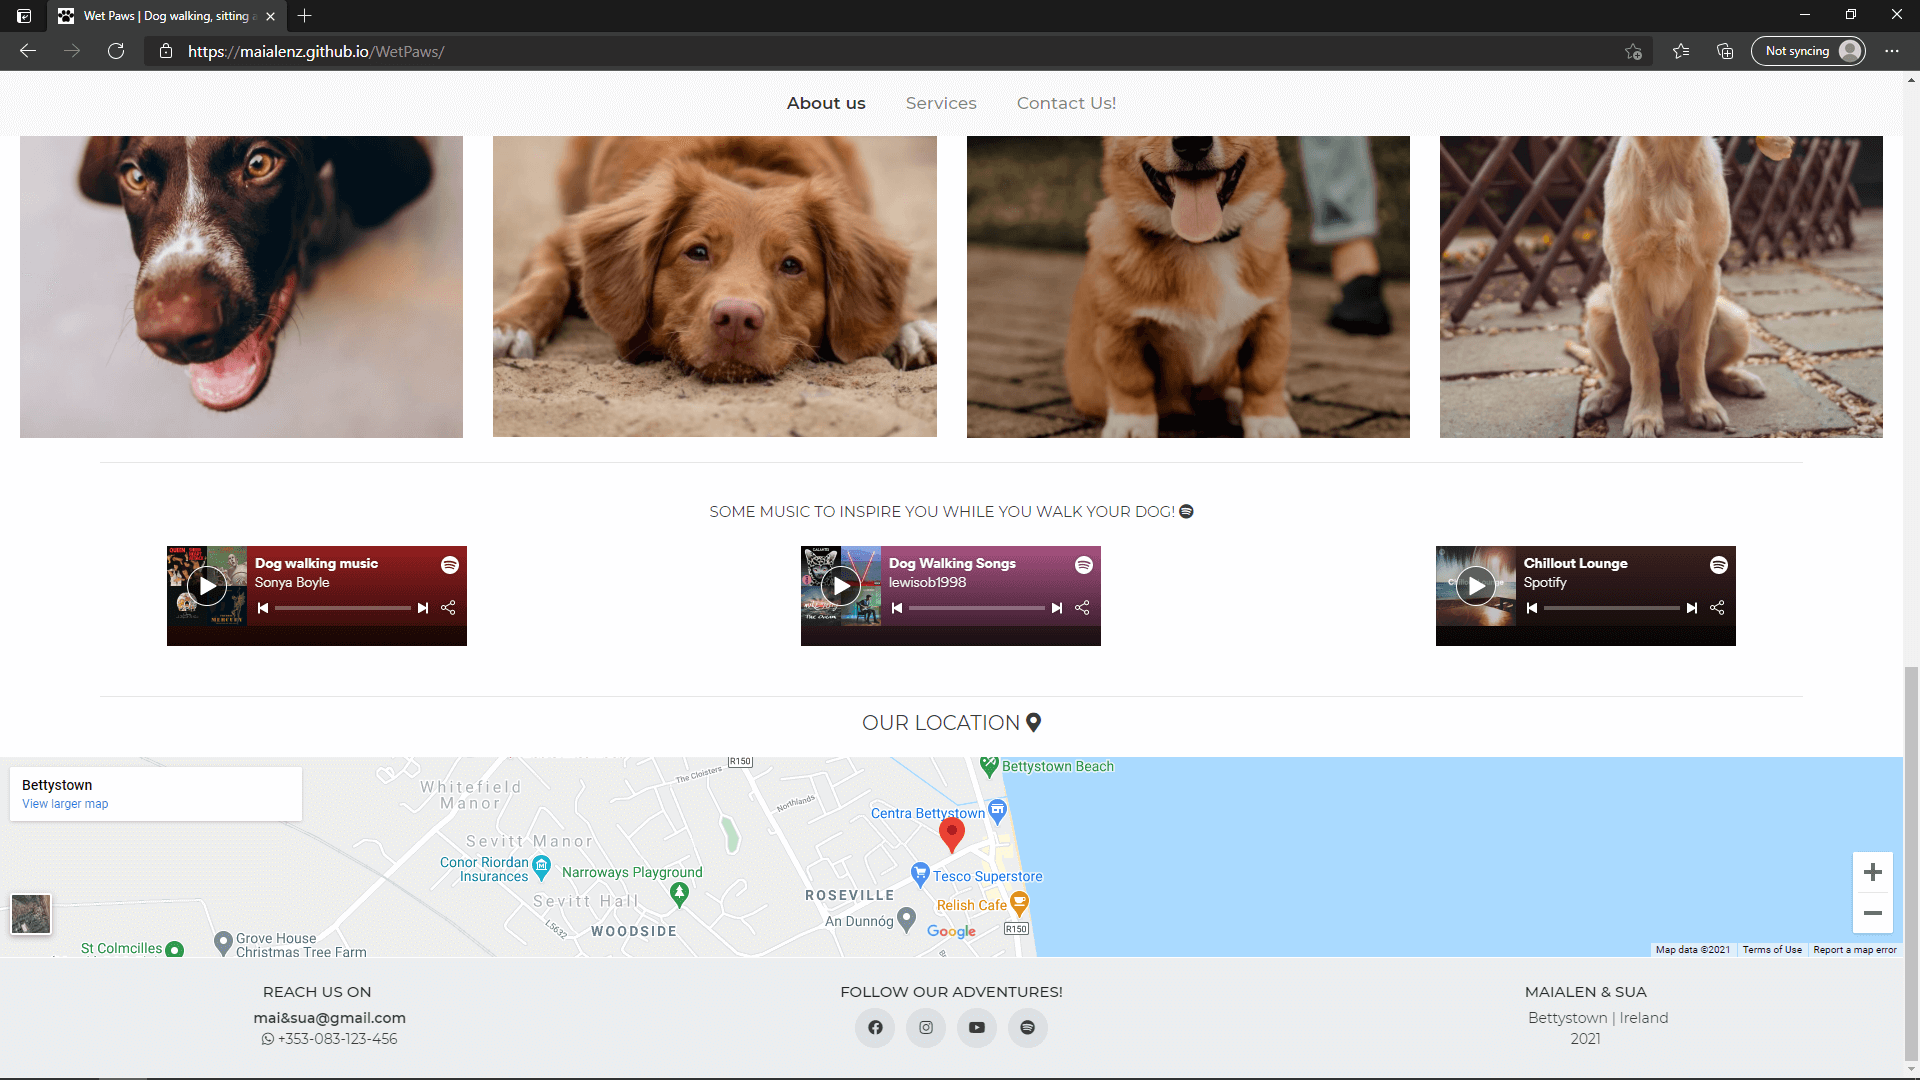 Wet Paws | Dog walking, sitting a
https://maialenz.github.io/WetPaws/
Not syncing
About us
Services
Contact Us!
SOME MUSIC TO INSPIRE YOU WHILE YOU WALK YOUR DOG!
Dog walking music
Sonya Boyle
Dog Walking Songs
lewisob1998
Chillout Lounge
Spotify
OUR LOCATION
Bettystown
View larger map
R150
Bettystown Beach
The Cloisters
Whitefield
Manor
Northlands
Centra Bettystown
Sevitt Manor
Conor Riordan
Insurances
Narroways Playground
Tesco Superstore
ROSEVILLE
Sevitt Hall
Relish Cafe
An Dunnóg
L5632
WOODSIDE
Google
R150
Grove House
Christmas Tree Farm
St Colmcilles
Map data ©2021
Terms of Use
Report a map error
REACH US ON
mai&sua@gmail.com
+353-083-123-456
FOLLOW OUR ADVENTURES!
MAIALEN & SUA
Bettystown | Ireland
2021